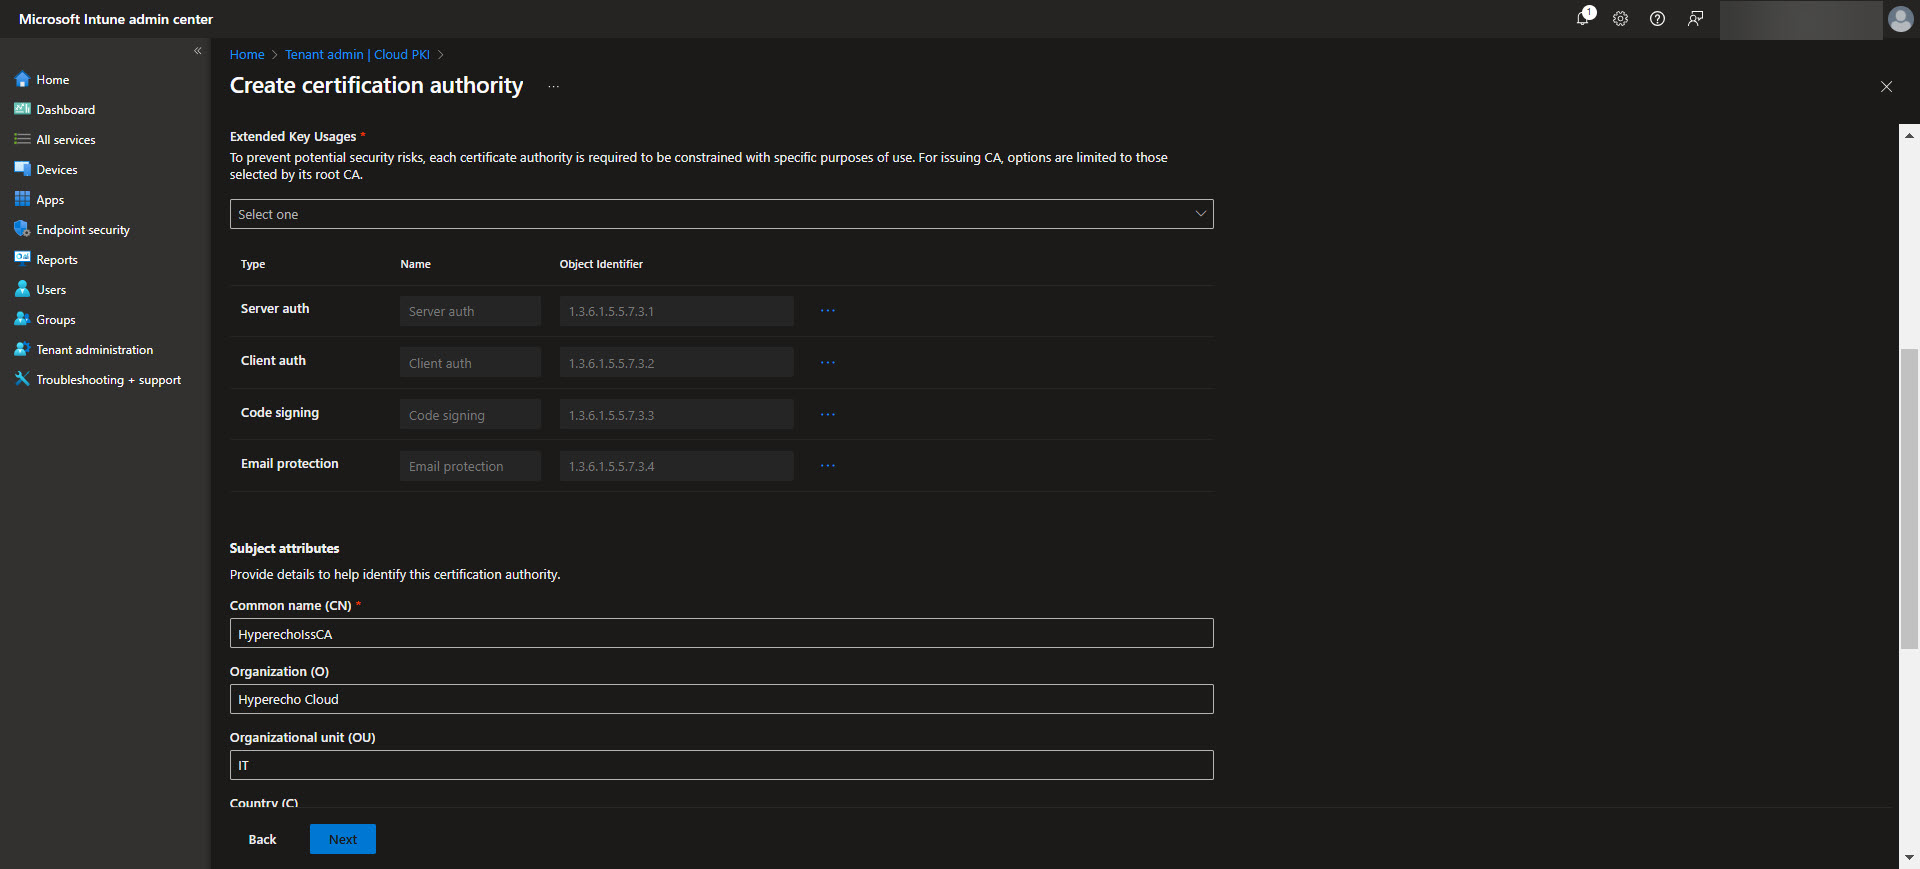 Microsoft Intune admin center
1
Home
Dashboard
All services
Devices
Apps
Endpoint security
Reports
Users
Groups
Tenant administration
Troubleshooting + support
Home > Tenant admin | Cloud PKI >
Create certification authority ...
Extended Key Usages *
To prevent potential security risks, each certificate authority is required to be constrained with specific purposes of use. For issuing CA, options are limited to those
selected by its root CA.
Select one
Type Name Object Identifier
Server auth Server auth 1.3.6.1.5.5.7.3.1 ...
Client auth Client auth 1.3.6.1.5.5.7.3.2 ...
Code signing Code signing 1.3.6.1.5.5.7.3.3 ...
Email protection Email protection 1.3.6.1.5.5.7.3.4 ...
Subject attributes
Provide details to help identify this certification authority.
Common name (CN) *
HyperechoIssCA
Organization (O)
Hyperecho Cloud
Organizational unit (OU)
IT
Country (C)
Back Next